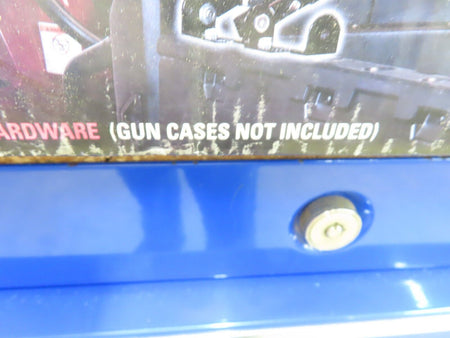 ARDWARE (GUN CASES NOT INCLUDED)